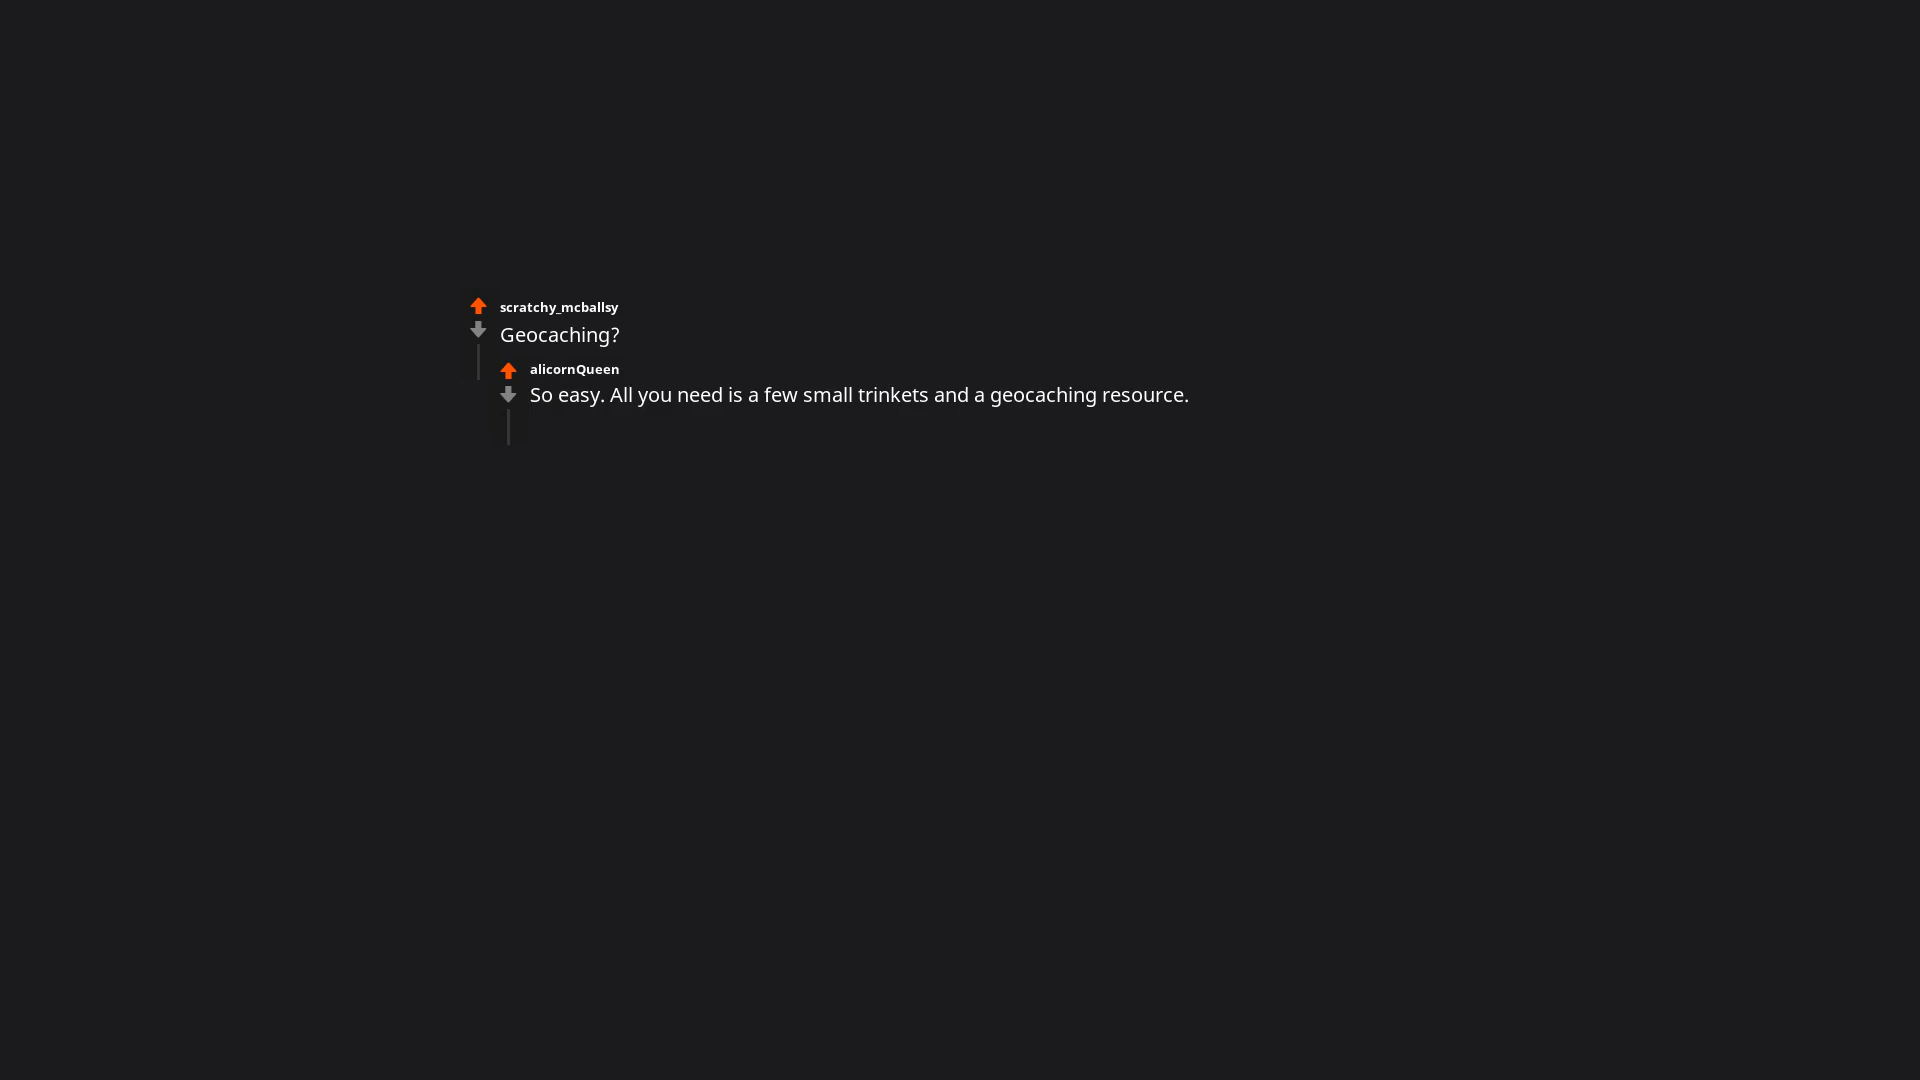 scratchy_mcballsy
Geocaching?
alicornQueen
So easy. All you need is a few small trinkets and a geocaching resource.